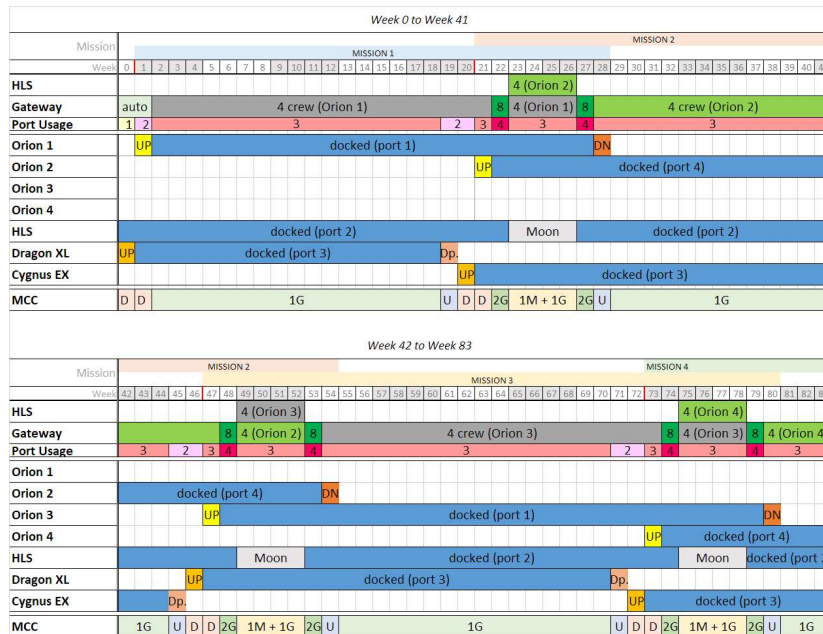 Week 0 to Week 41
Mission MISSION 2
MISSION 1
Week 0 1 2 3 4 5 6 7 8 9 10 11 12 13 14 15 16 17 18 19 20 21 22 23 24 25 26 27 28 29 30 31 32 33 34 35 36 37 38 39 40
HLS 4 (Orion 2)
Gateway auto 4 crew (Orion 1) 8 4 (Orion 1) 8 4 crew (Orion 2)
Port Usage 1 2 3 2 3 4 3 4 3
Orion 1 UP docked (port 1) DN
Orion 2 UP docked (port 4)
Orion 3
Orion 4
HLS docked (port 2) Moon docked (port 2)
Dragon XL UP docked (port 3) Dp.
Cygnus EX UP docked (port 3)
MCC D D 1G U D D 2G 1M + 1G 2G U 1G
Week 42 to Week 83
Mission MISSION 2 MISSION 4
MISSION 3
Week 42 43 44 45 46 47 48 49 50 51 52 53 54 55 56 57 58 59 60 61 62 63 64 65 66 67 68 69 70 71 72 73 74 75 76 77 78 79 80 81 82
HLS 4 (Orion 3) 4 (Orion 4)
Gateway 8 4 (Orion 2) 8 4 crew (Orion 3) 8 4 (Orion 3) 8 4 (Orion 4
Port Usage 3 2 3 4 3 4 3 2 3 4 3 4 3
Orion 1
Orion 2 docked (port 4) DN
Orion 3 UP docked (port 1) DN
Orion 4 UP docked (port 4)
HLS Moon docked (port 2) Moon docked (port
Dragon XL UP docked (port 3) Dp.
Cygnus EX Dp. UP docked (port 3)
MCC 1G U D D 2G 1M + 1G 2G U 1G U D D 2G 1M + 1G 2G U 1G